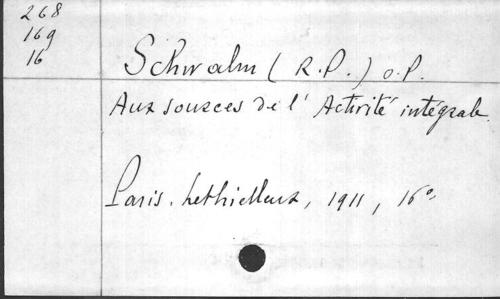 268
169
16
Schwalm (R.P.) O.P.
Aux sources de l'Activité intégrale.
Paris. Lethielleux, 1911, 16°.